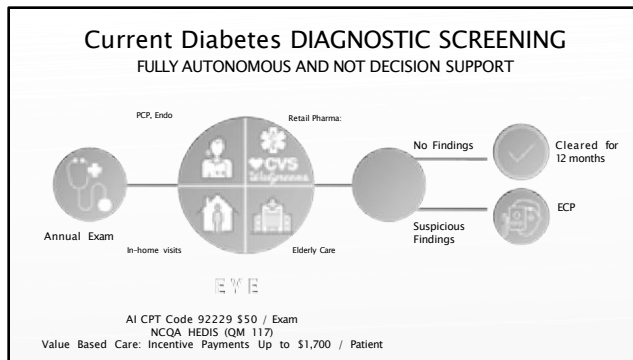 Current Diabetes DIAGNOSTIC SCREENING
FULLY AUTONOMOUS AND NOT DECISION SUPPORT
PCP, Endo
Retail Pharma:
CVS
Walgreens
No Findings
Cleared for
12 months
Annual Exam
In-home visits
Elderly Care
Suspicious
Findings
ECP
EYE
AI CPT Code 92229 $50 / Exam
NCQA HEDIS (QM 117)
Value Based Care: Incentive Payments Up to $1,700 / Patient